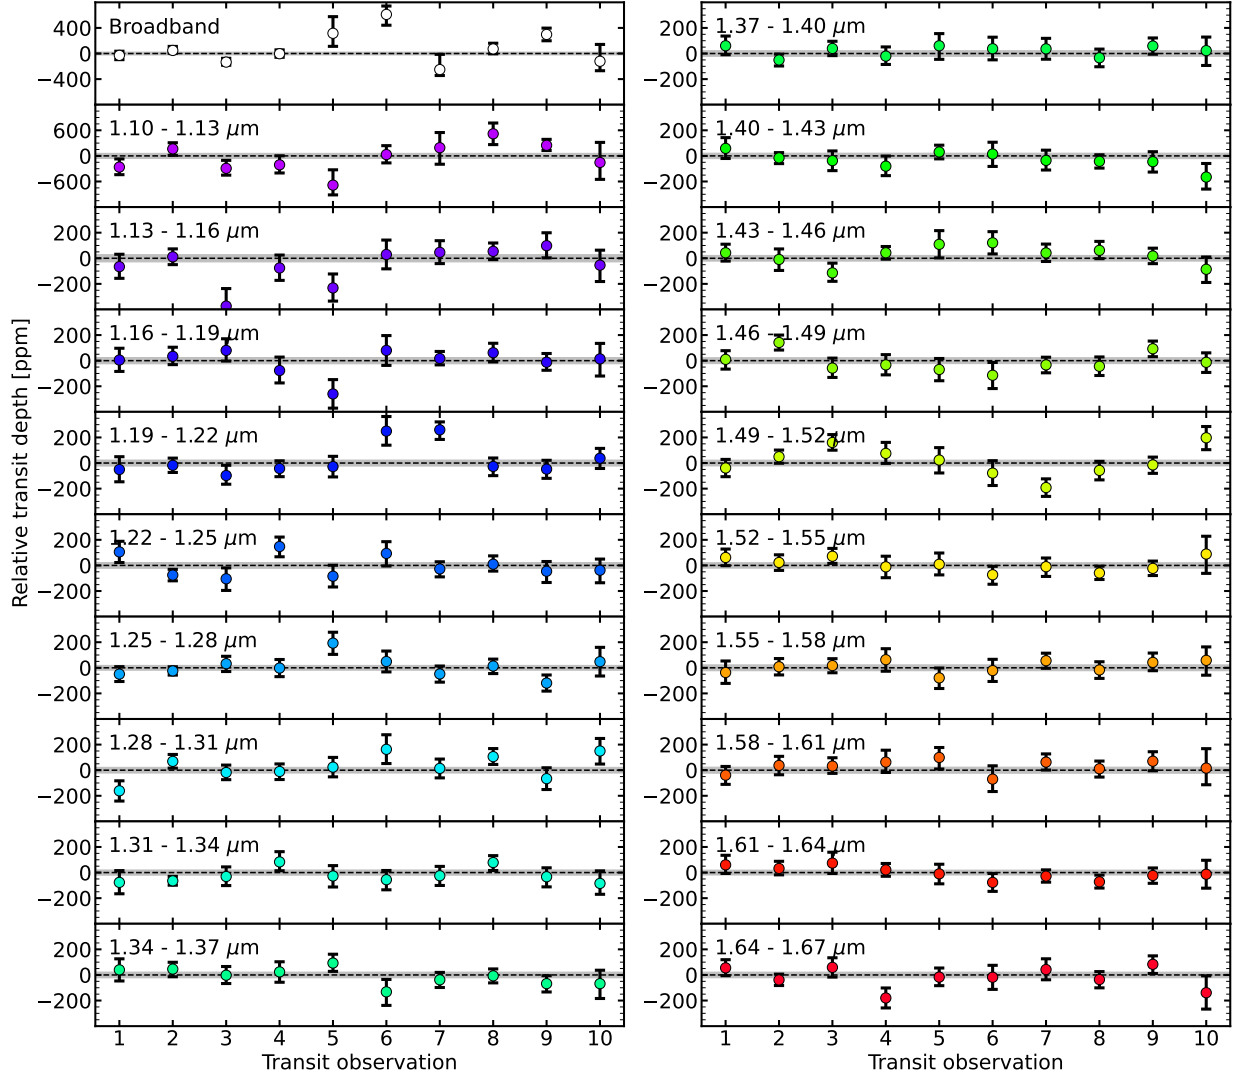 Relative transit depth [ppm]
Broadband
400
0
−400
1.10 - 1.13 μm
600
0
−600
1.13 - 1.16 μm
200
0
−200
1.16 - 1.19 μm
200
0
−200
1.19 - 1.22 μm
200
0
−200
1.22 - 1.25 μm
200
0
−200
1.25 - 1.28 μm
200
0
−200
1.28 - 1.31 μm
200
0
−200
1.31 - 1.34 μm
200
0
−200
1.34 - 1.37 μm
200
0
−200
1 2 3 4 5 6 7 8 9 10
Transit observation
1.37 - 1.40 μm
200
0
−200
1.40 - 1.43 μm
200
0
−200
1.43 - 1.46 μm
200
0
−200
1.46 - 1.49 μm
200
0
−200
1.49 - 1.52 μm
200
0
−200
1.52 - 1.55 μm
200
0
−200
1.55 - 1.58 μm
200
0
−200
1.58 - 1.61 μm
200
0
−200
1.61 - 1.64 μm
200
0
−200
1.64 - 1.67 μm
200
0
−200
1 2 3 4 5 6 7 8 9 10
Transit observation